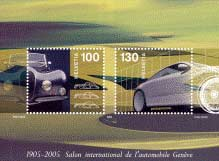 100
130
HELVETIA
HELVETIA
1905-2005 Salon international de l'automobile Genève